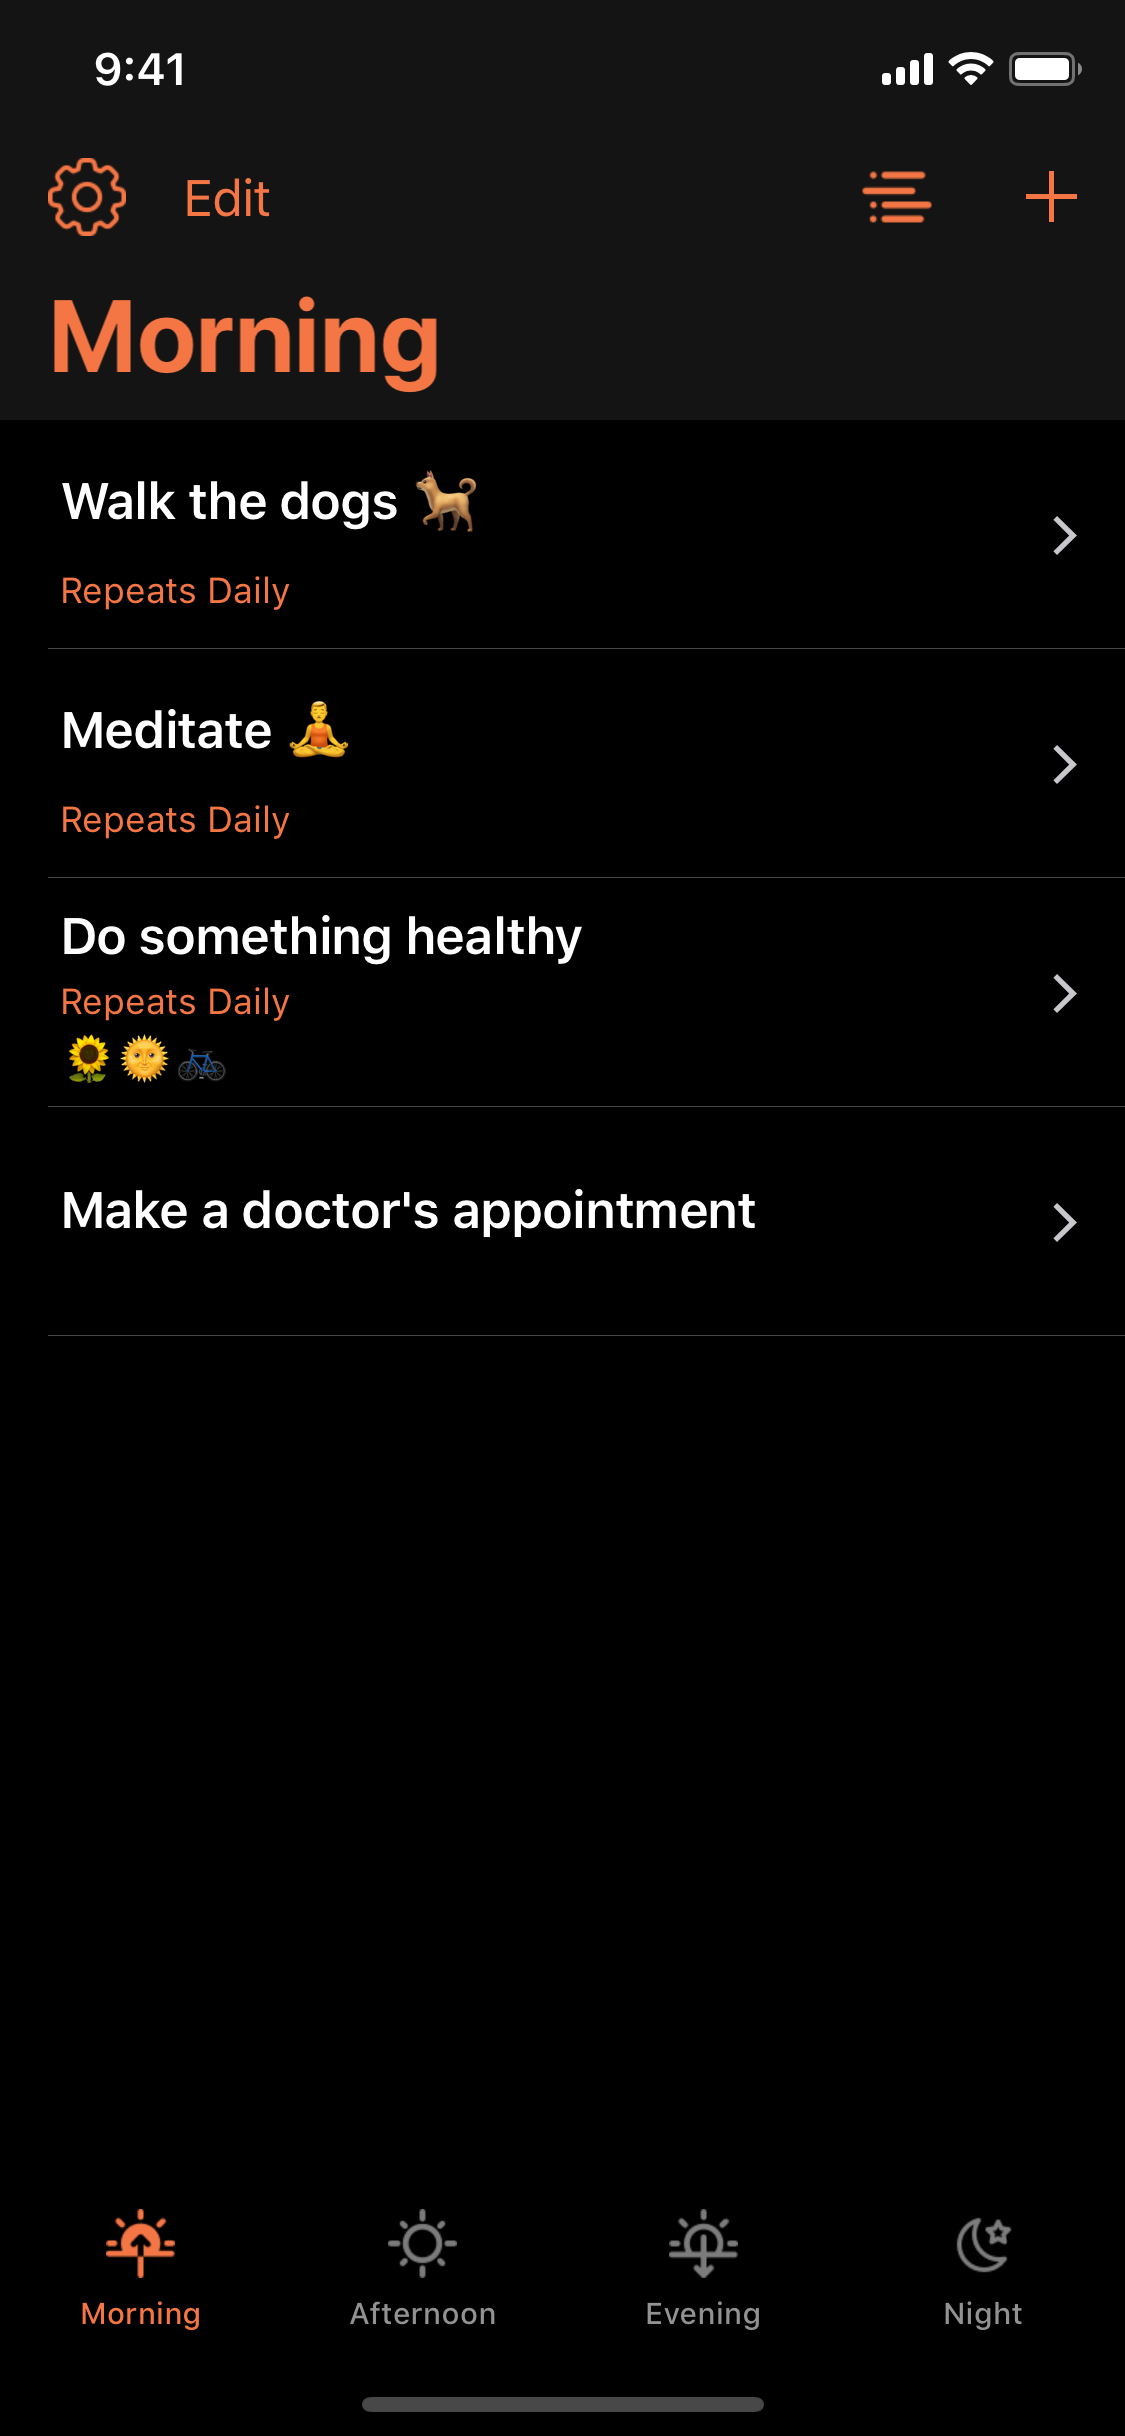 9:41
Edit
Morning
Walk the dogs 🐕
Repeats Daily
Meditate 🧘‍♂️
Repeats Daily
Do something healthy
Repeats Daily
🌻🌞🚲
Make a doctor's appointment
Morning
Afternoon
Evening
Night